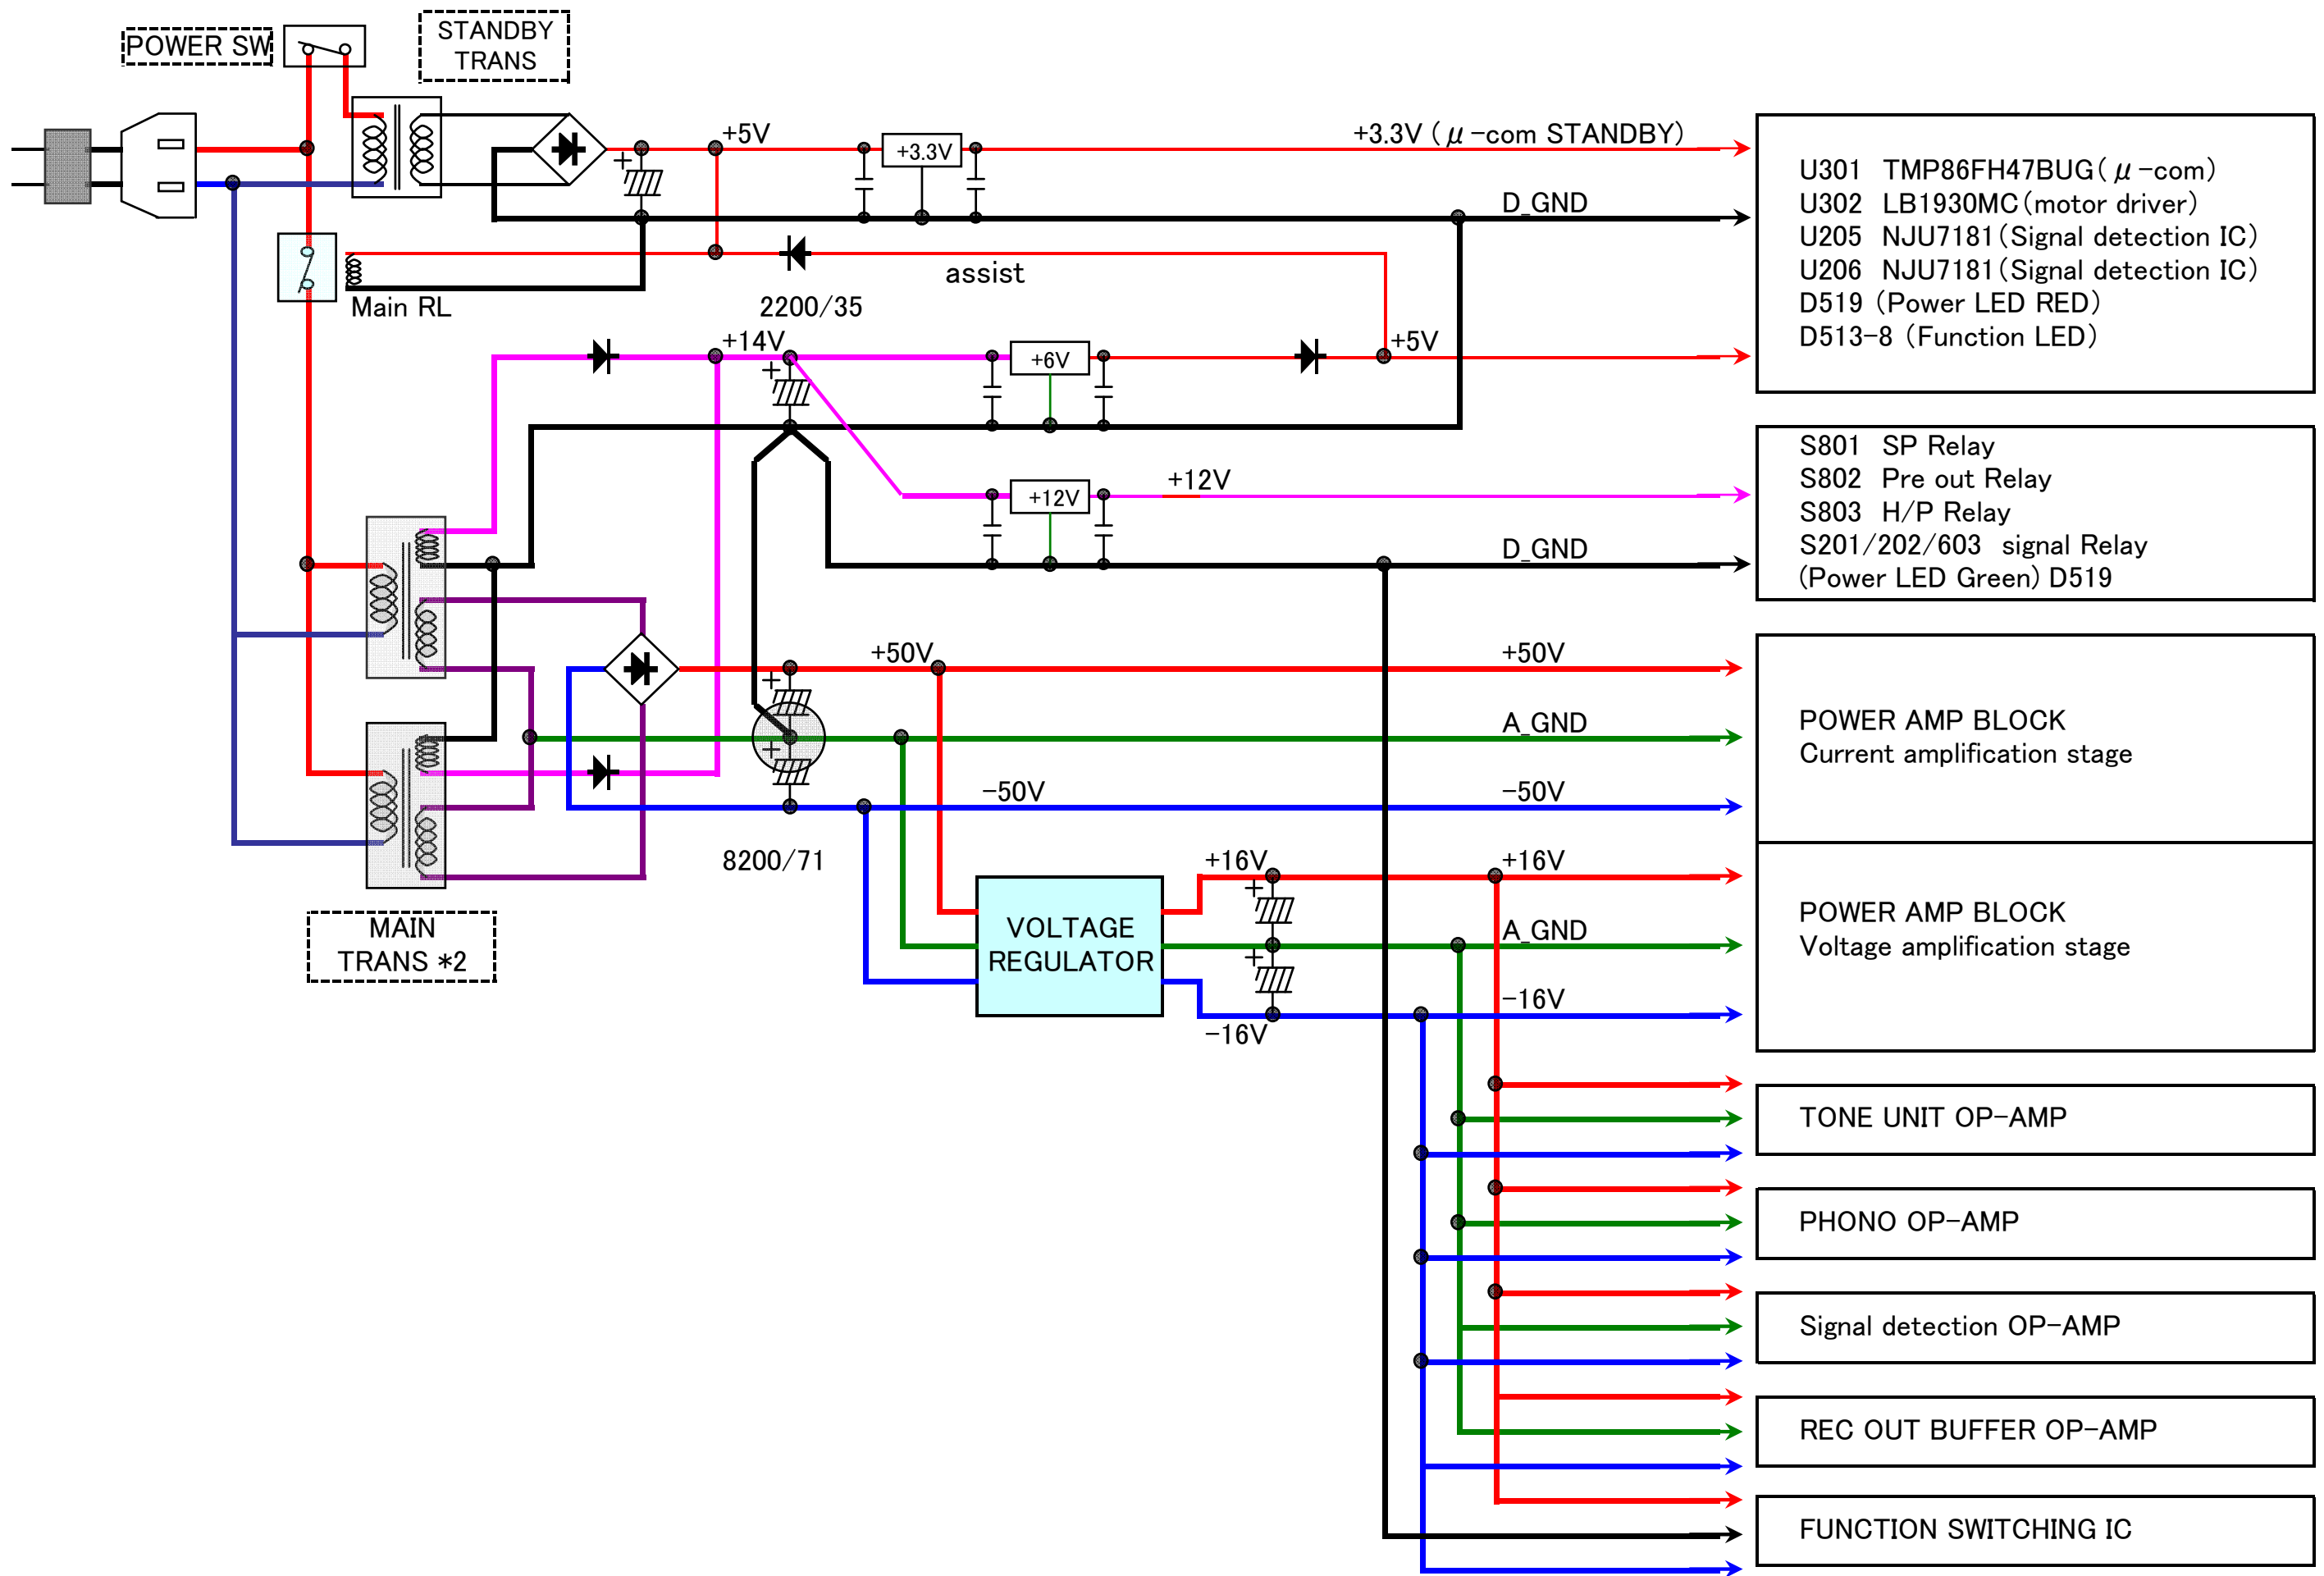 POWER SW
STANDBY
TRANS
+5V
+3.3V
+3.3V (μ-com STANDBY)
D_GND
U301 TMP86FH47BUG(μ-com)
U302 LB1930MC(motor driver)
U205 NJU7181(Signal detection IC)
U206 NJU7181(Signal detection IC)
D519 (Power LED RED)
D513-8 (Function LED)
Main RL
assist
2200/35
+14V
+6V
+5V
+12V
+12V
D_GND
S801 SP Relay
S802 Pre out Relay
S803 H/P Relay
S201/202/603 signal Relay
(Power LED Green) D519
+50V
+50V
A_GND
-50V
-50V
POWER AMP BLOCK
Current amplification stage
8200/71
+16V
+16V
MAIN
TRANS *2
VOLTAGE
REGULATOR
A_GND
-16V
-16V
POWER AMP BLOCK
Voltage amplification stage
TONE UNIT OP-AMP
PHONO OP-AMP
Signal detection OP-AMP
REC OUT BUFFER OP-AMP
FUNCTION SWITCHING IC